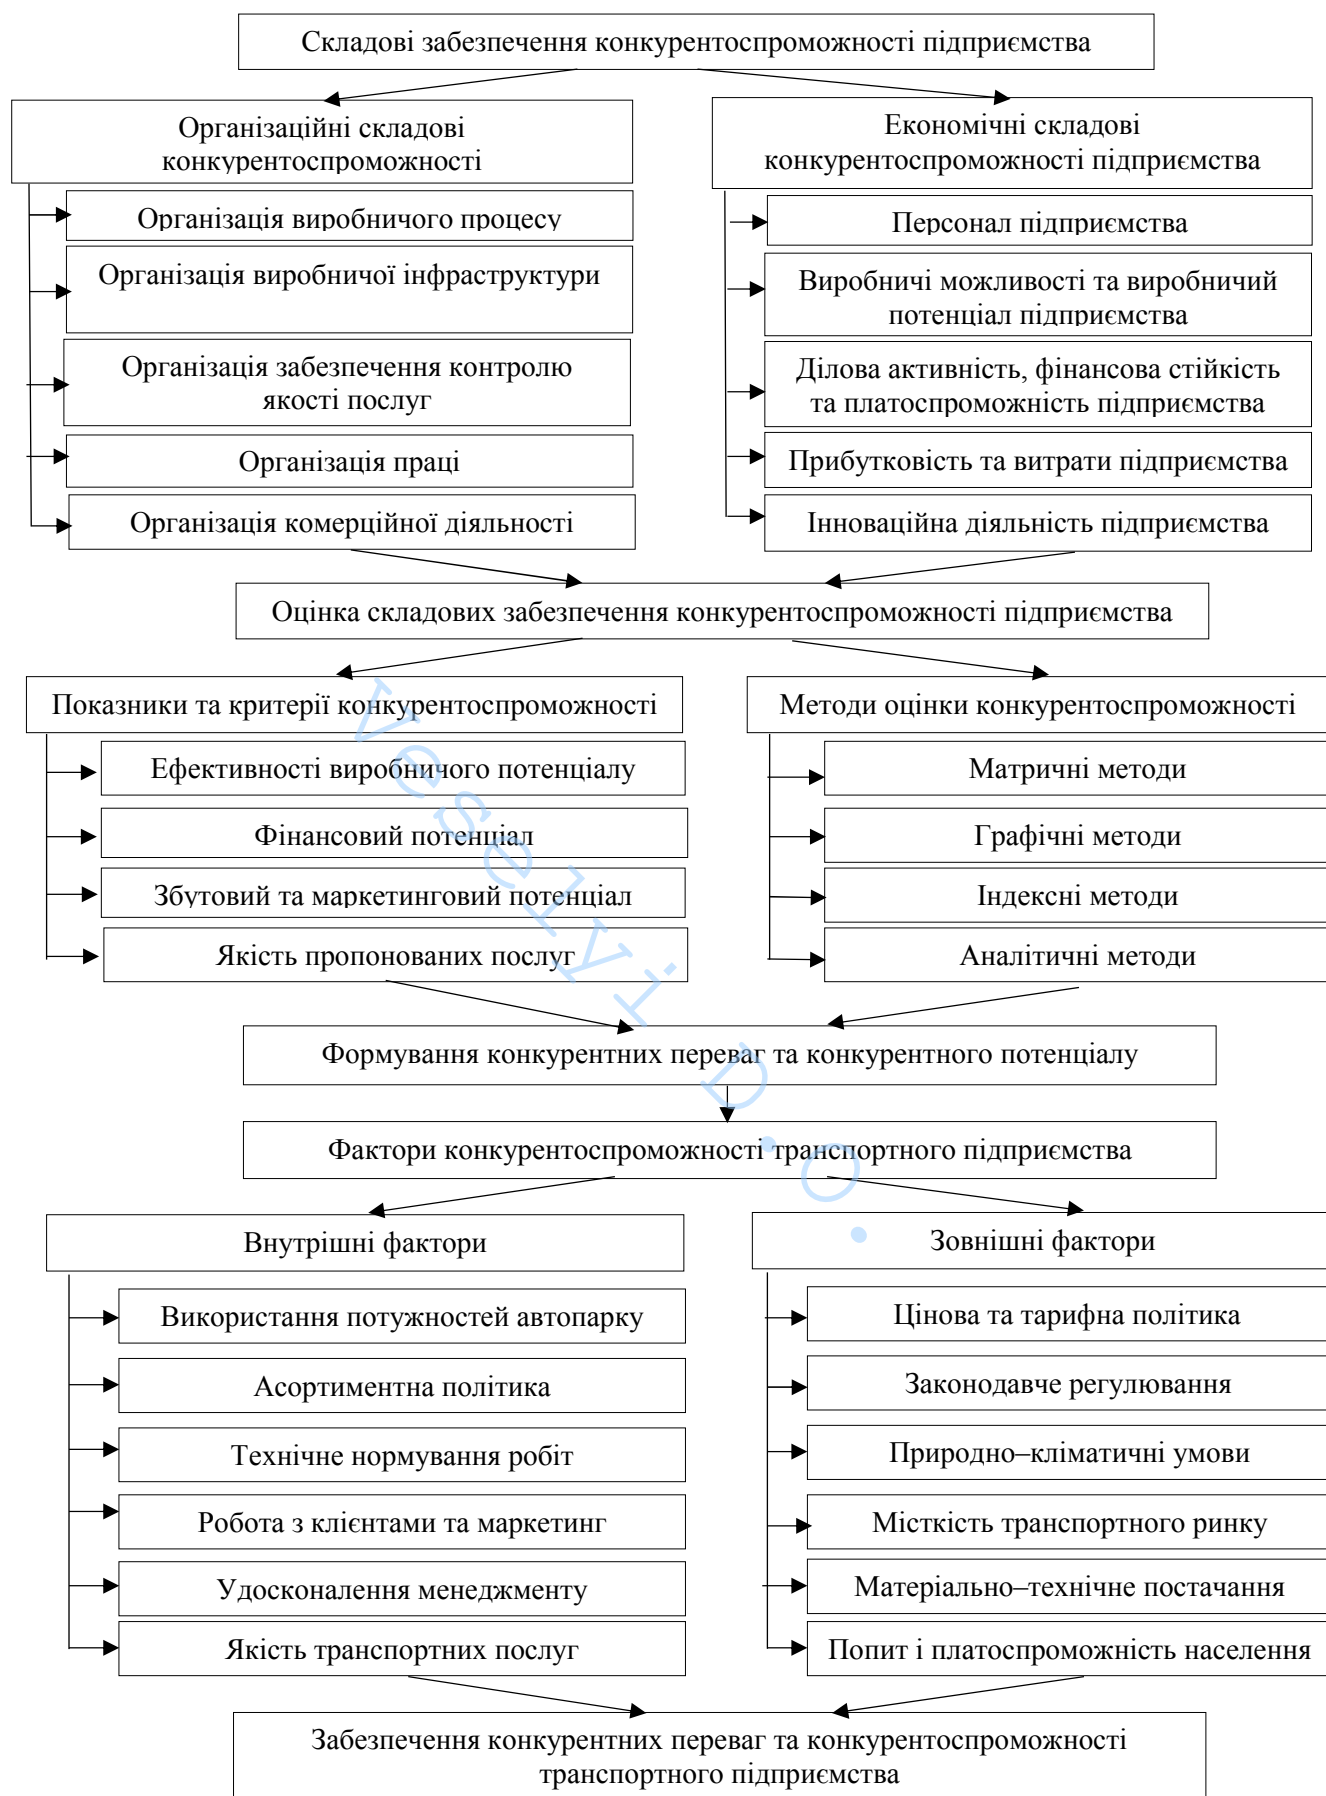 Складові забезпечення конкурентоспроможності підприємства
Організаційні складові
конкурентоспроможності
Організація виробничого процесу
Організація виробничої інфраструктури
Організація забезпечення контролю
якості послуг
Організація праці
Організація комерційної діяльності
Економічні складові
конкурентоспроможності підприємства
Персонал підприємства
Виробничі можливості та виробничий
потенціал підприємства
Ділова активність, фінансова стійкість
та платоспроможність підприємства
Прибутковість та витрати підприємства
Інноваційна діяльність підприємства
Оцінка складових забезпечення конкурентоспроможності підприємства
Показники та критерії конкурентоспроможності
Ефективності виробничого потенціалу
Фінансовий потенціал
Збутовий та маркетинговий потенціал
Якість пропонованих послуг
Методи оцінки конкурентоспроможності
Матричні методи
Графічні методи
Індексні методи
Аналітичні методи
Формування конкурентних переваг та конкурентного потенціалу
Фактори конкурентоспроможності транспортного підприємства
Внутрішні фактори
Використання потужностей автопарку
Асортиментна політика
Технічне нормування робіт
Робота з клієнтами та маркетинг
Удосконалення менеджменту
Якість транспортних послуг
Зовнішні фактори
Цінова та тарифна політика
Законодавче регулювання
Природно–кліматичні умови
Місткість транспортного ринку
Матеріально–технічне постачання
Попит і платоспроможність населення
Забезпечення конкурентних переваг та конкурентоспроможності
транспортного підприємства
Veselyi D.O.